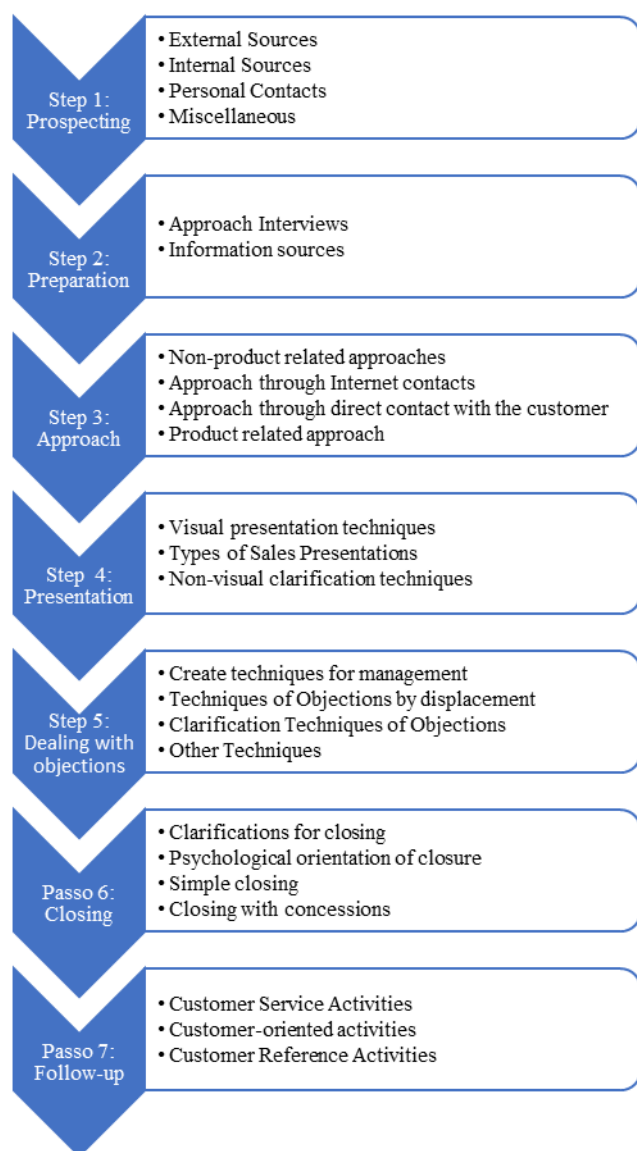 Step 1:
Prospecting
• External Sources
• Internal Sources
• Personal Contacts
• Miscellaneous
Step 2:
Preparation
• Approach Interviews
• Information sources
Step 3:
Approach
• Non-product related approaches
• Approach through Internet contacts
• Approach through direct contact with the customer
• Product related approach
Step 4:
Presentation
• Visual presentation techniques
• Types of Sales Presentations
• Non-visual clarification techniques
Step 5:
Dealing with
objections
• Create techniques for management
• Techniques of Objections by displacement
• Clarification Techniques of Objections
• Other Techniques
Passo 6:
Closing
• Clarifications for closing
• Psychological orientation of closure
• Simple closing
• Closing with concessions
Passo 7:
Follow-up
• Customer Service Activities
• Customer-oriented activities
• Customer Reference Activities